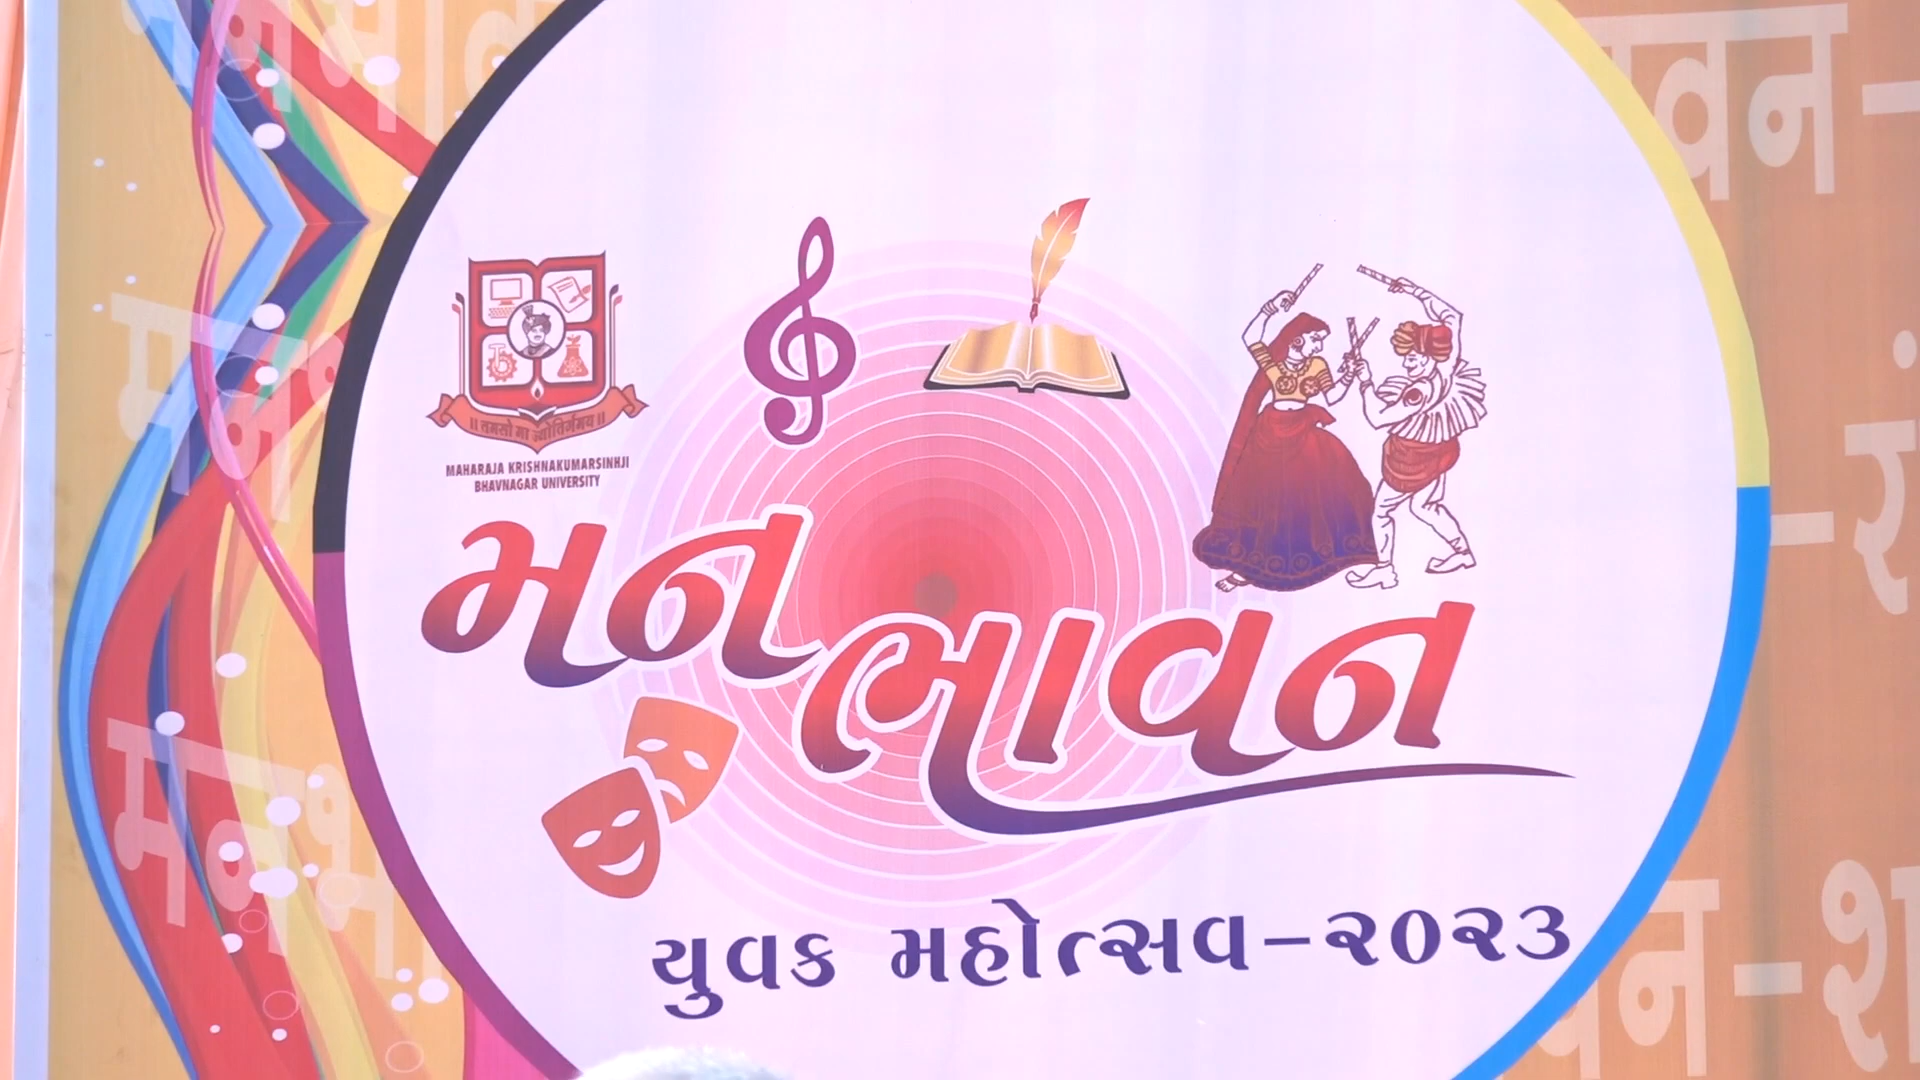 ॥ तमसो मा ज्योतिर्गमय ॥
MAHARAJA KRISHNAKUMARSINHJI
BHAVNAGAR UNIVERSITY
મન
ભાવન
યુવક મહોત્સવ-૨૦૨૩